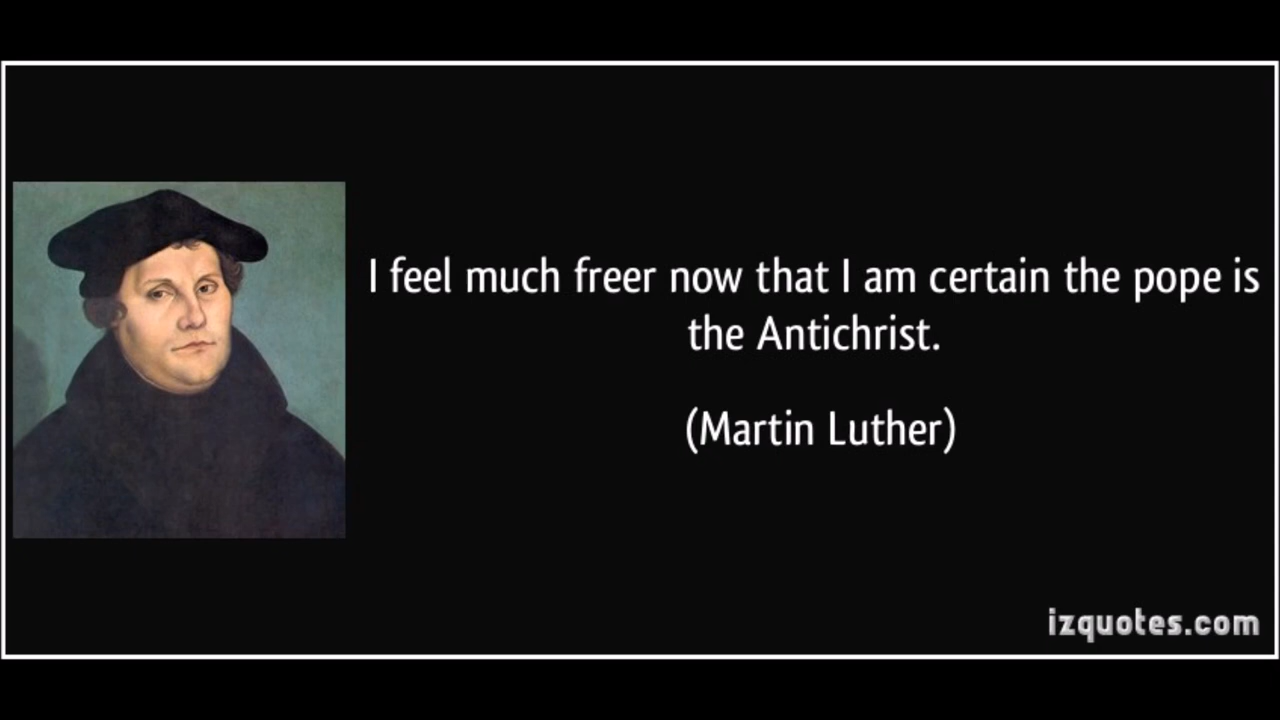 I feel much freer now that I am certain the pope is
the Antichrist.
(Martin Luther)
izquotes.com